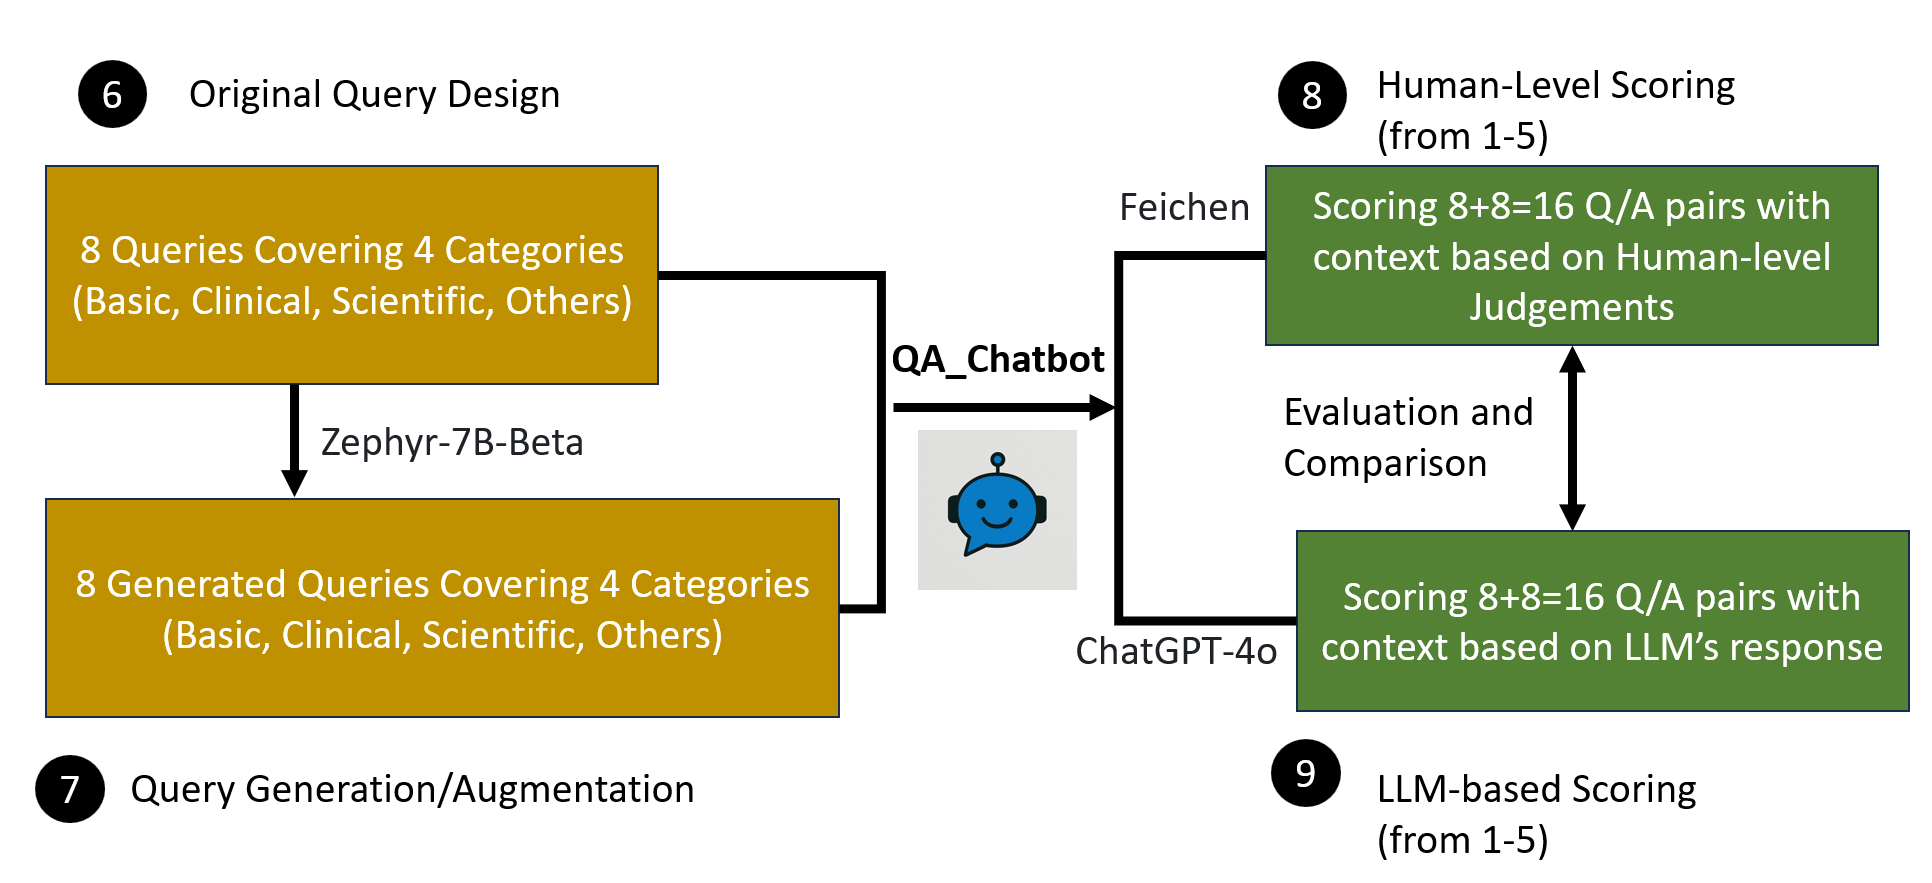 6
Original Query Design
8 Queries Covering 4 Categories
(Basic, Clinical, Scientific, Others)
Zephyr-7B-Beta
8 Generated Queries Covering 4 Categories
(Basic, Clinical, Scientific, Others)
7
Query Generation/Augmentation
QA_Chatbot
8
Human-Level Scoring
(from 1-5)
Feichen
Scoring 8+8=16 Q/A pairs with
context based on Human-level
Judgements
Evaluation and
Comparison
ChatGPT-4o
Scoring 8+8=16 Q/A pairs with
context based on LLM’s response
9
LLM-based Scoring
(from 1-5)